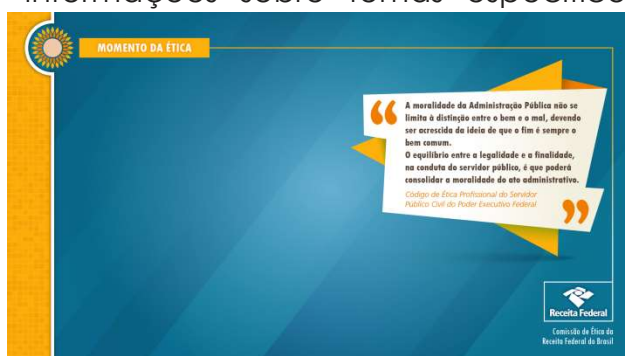 informações sobre temas específico
MOMENTO DA ÉTICA
“
A moralidade da Administração Pública não se
limita à distinção entre o bem e o mal, devendo
ser acrescida da ideia de que o fim é sempre o
bem comum.
O equilíbrio entre a legalidade e a finalidade,
na conduta do servidor público, é que poderá
consolidar a moralidade do ato administrativo.
Código de Ética Profissional do Servidor
Público Civil do Poder Executivo Federal
”
Receita Federal
Comissão de Ética da
Receita Federal do Brasil